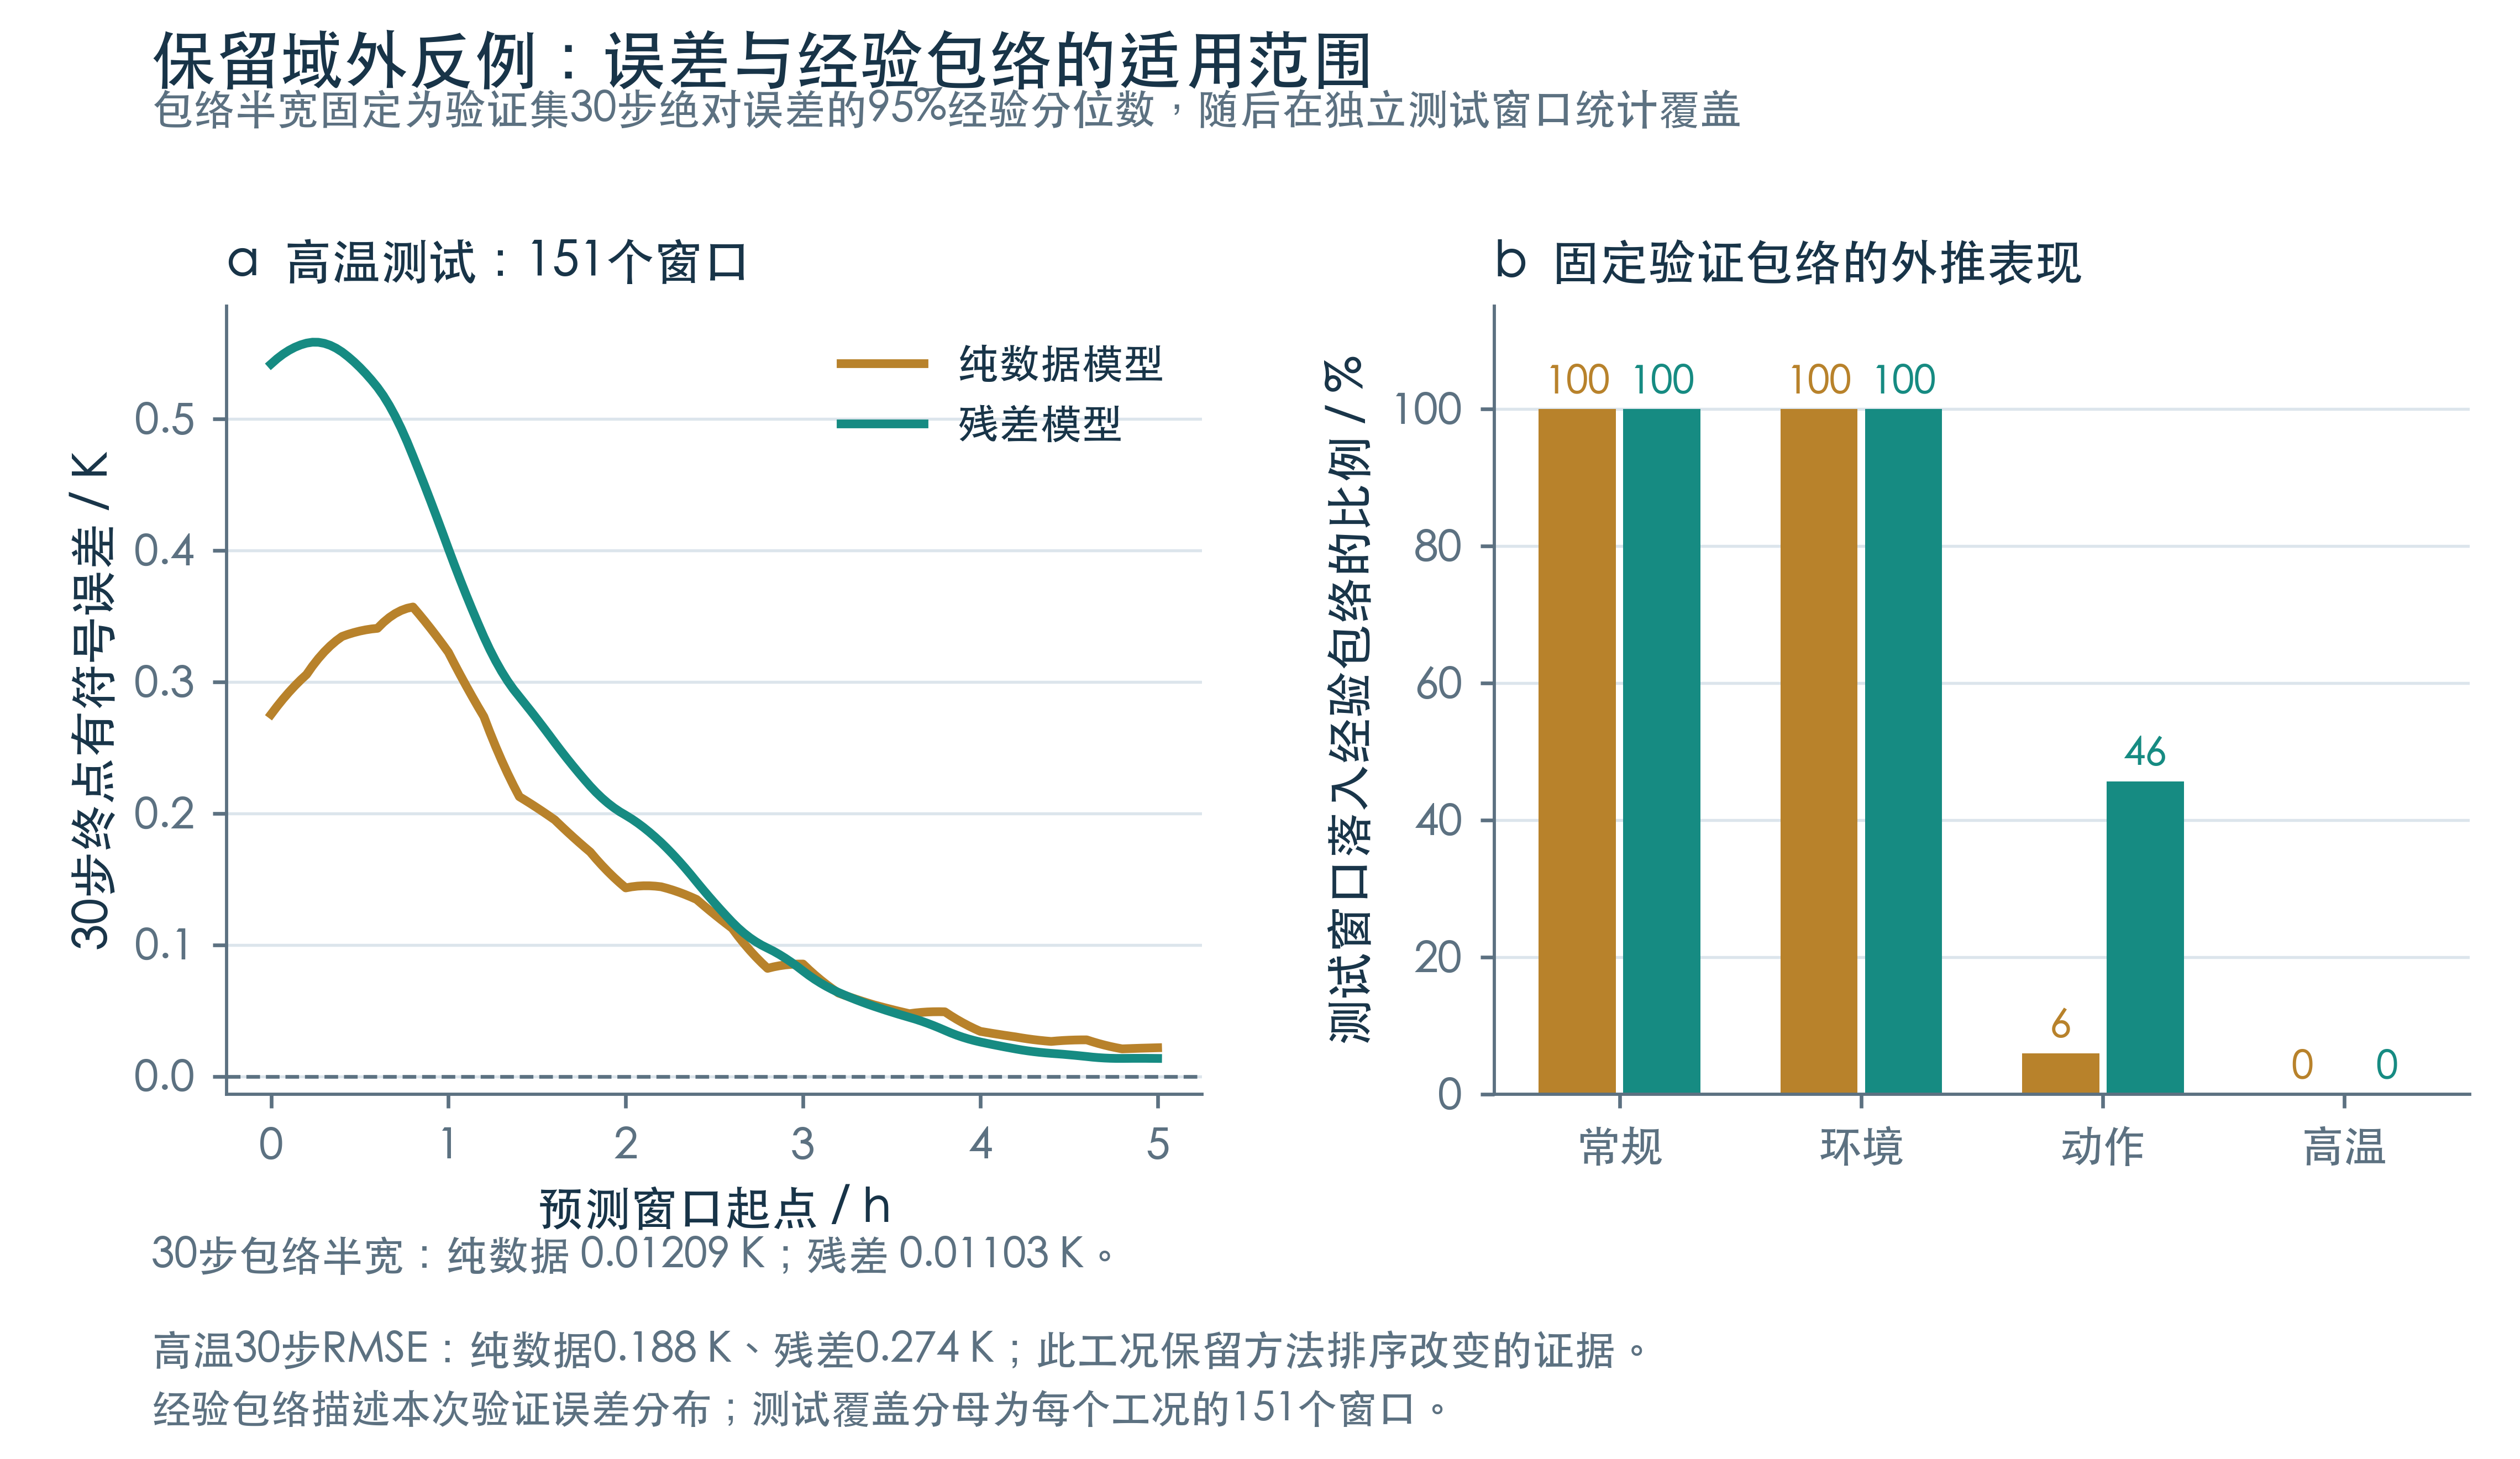 保留域外反例：误差与经验包络的适用范围
包络半宽固定为验证集30步绝对误差的95%经验分位数，随后在独立测试窗口统计覆盖
a 高温测试：151个窗口
30步终点有符号误差 / K
0.5
0.4
0.3
0.2
0.1
0.0
纯数据模型
残差模型
0 1 2 3 4 5
预测窗口起点 / h
b 固定验证包络的外推表现
测试窗口落入经验包络的比例 / %
100
80
60
40
20
0
100 100 100 100
46
6
0 0
常规 环境 动作 高温
30步包络半宽：纯数据 0.01209 K；残差 0.01103 K。
高温30步RMSE：纯数据0.188 K、残差0.274 K；此工况保留方法排序改变的证据。
经验包络描述本次验证误差分布；测试覆盖分母为每个工况的151个窗口。